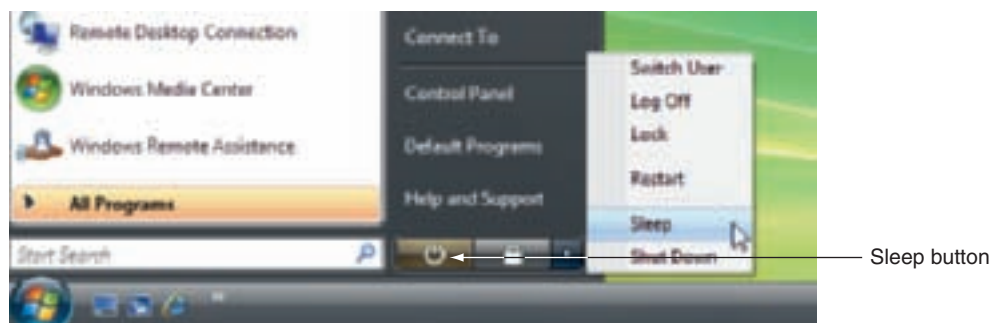 Remote Desktop Connection
Windows Media Center
Windows Remote Assistance
All Programs
Start Search
Connect To
Control Panel
Default Programs
Help and Support
Switch User
Log Off
Lock
Restart
Sleep
Shut Down
Sleep button